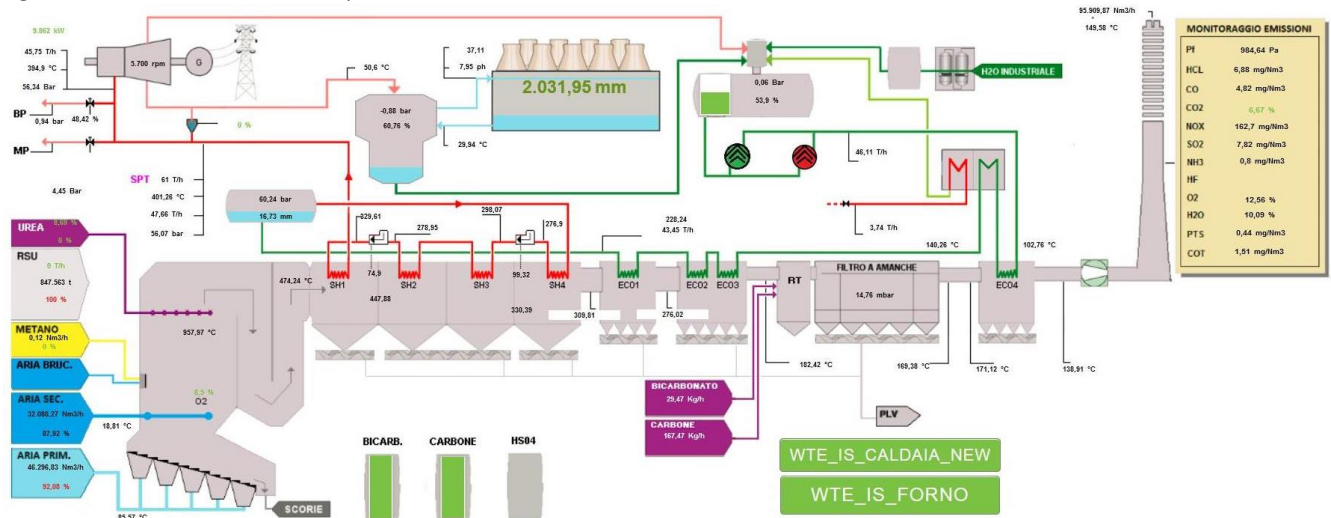 95.909,87 Nm3/h
149,58 °C
9.862 kW
45,75 T/h
394,9 °C
56,34 Bar
5.700 rpm
G
BP
0,94 bar
48,42 %
MP
0 %
50,6 °C
-0,88 bar
60,76 %
37,11
7,95 ph
29,94 °C
2.031,95 mm
0,06 Bar
53,9 %
H2O INDUSTRIALE
46,11 T/h
3,74 T/h
MONITORAGGIO EMISSIONI
Pf 984,64 Pa
HCL 6,88 mg/Nm3
CO 4,82 mg/Nm3
CO2 6,67 %
NOX 162,7 mg/Nm3
SO2 7,82 mg/Nm3
NH3 0,8 mg/Nm3
HF
O2 12,56 %
H2O 10,09 %
PTS 0,44 mg/Nm3
COT 1,51 mg/Nm3
SPT 61 T/h
401,26 °C
47,66 T/h
56,07 bar
4,45 Bar
60,24 bar
16,73 mm
329,61
278,95
298,07
276,9
74,9
99,32
228,24
43,45 T/h
140,26 °C
102,76 °C
UREA
0 %
RSU
0 T/h
847.563 t
100 %
METANO
0,12 Nm3/h
0 %
ARIA BRUC.
ARIA SEC.
32.088,27 Nm3/h
87,92 %
18,81 °C
ARIA PRIM.
46.296,83 Nm3/h
92,08 %
85,57 °C
957,97 °C
O2
474,24 °C
SH1
SH2
SH3
SH4
447,88
330,39
309,81
ECO1
ECO2
ECO3
276,02
RT
FILTRO A AMANCHE
14,76 mbar
ECO4
182,42 °C
169,38 °C
171,12 °C
138,91 °C
BICARBONATO
29,47 Kg/h
CARBONE
167,47 Kg/h
PLV
SCORIE
BICARB.
CARBONE
HS04
WTE_IS_CALDAIA_NEW
WTE_IS_FORNO